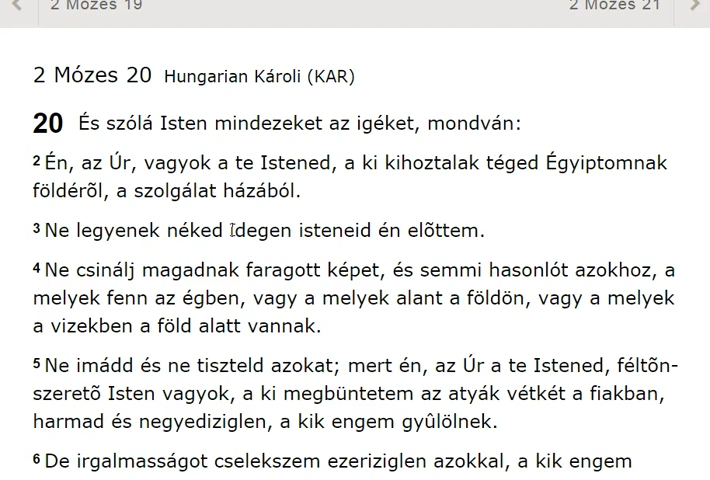 2 Mózes 19
2 Mózes 21
2 Mózes 20 Hungarian Károli (KAR)
20 És szólá Isten mindezeket az igéket, mondván:
2 Én, az Úr, vagyok a te Istened, a ki kihoztalak téged Égyiptomnak
földérõl, a szolgálat házából.
3 Ne legyenek néked idegen isteneid én elõttem.
4 Ne csinálj magadnak faragott képet, és semmi hasonlót azokhoz, a
melyek fenn az égben, vagy a melyek alant a földön, vagy a melyek
a vizekben a föld alatt vannak.
5 Ne imádd és ne tiszteld azokat; mert én, az Úr a te Istened, féltõn-
szeretõ Isten vagyok, a ki megbüntetem az atyák vétkét a fiakban,
harmad és negyediziglen, a kik engem gyûlölnek.
6 De irgalmasságot cselekszem ezeriziglen azokkal, a kik engem